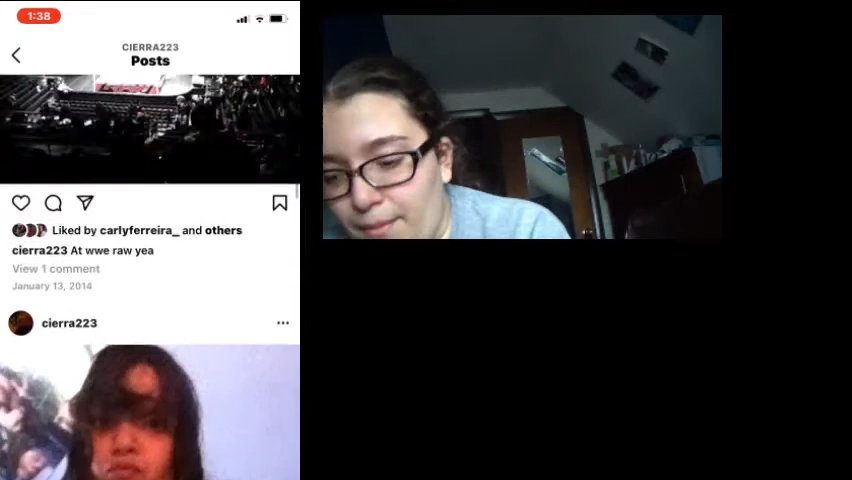 1:38
CIERRA223
Posts
Liked by carlyferreira_ and others
cierra223 At wwe raw yea
View 1 comment
January 13, 2014
cierra223